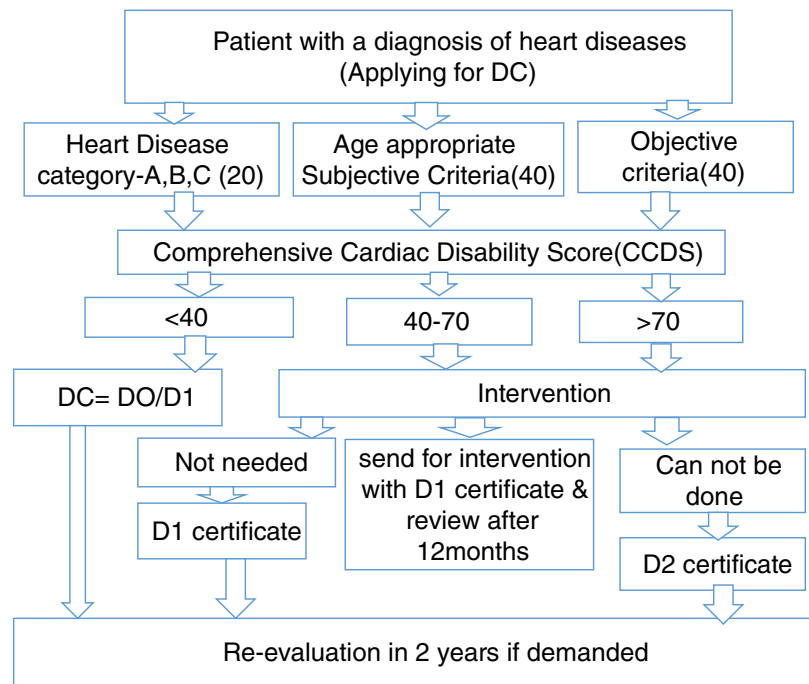 Patient with a diagnosis of heart diseases
(Applying for DC)
Heart Disease
category-A,B,C (20)
Age appropriate
Subjective Criteria(40)
Objective
criteria(40)
Comprehensive Cardiac Disability Score(CCDS)
<40
40-70
>70
DC= DO/D1
Intervention
Not needed
send for intervention
with D1 certificate &
review after
12months
Can not be
done
D1 certificate
D2 certificate
Re-evaluation in 2 years if demanded